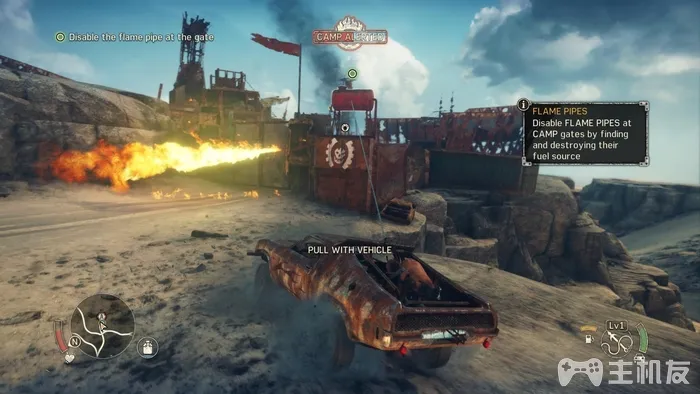 Disable the flame pipe at the gate
CAMP ALERTED
i FLAME PIPES
Disable FLAME PIPES at
CAMP gates by finding
and destroying their
fuel source
PULL WITH VEHICLE
N
Lv1
主机友